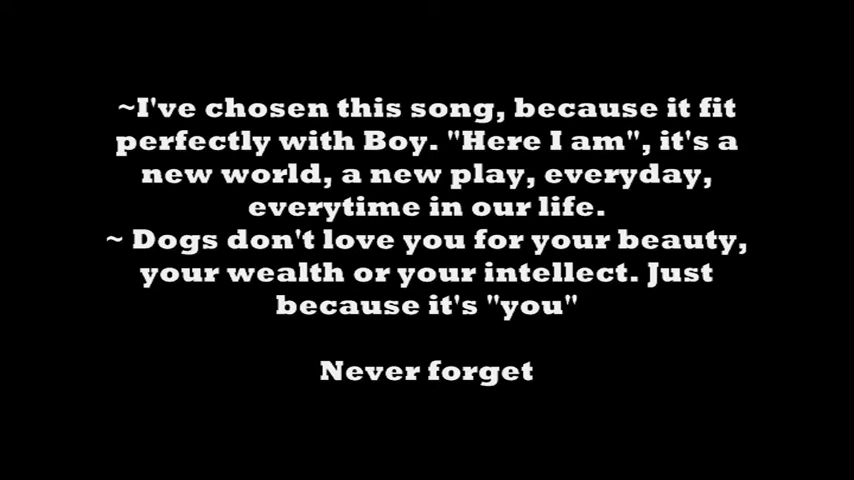 ~I've chosen this song, because it fit
perfectly with Boy. "Here I am", it's a
new world, a new play, everyday,
everytime in our life.
~ Dogs don't love you for your beauty,
your wealth or your intellect. Just
because it's "you"
Never forget